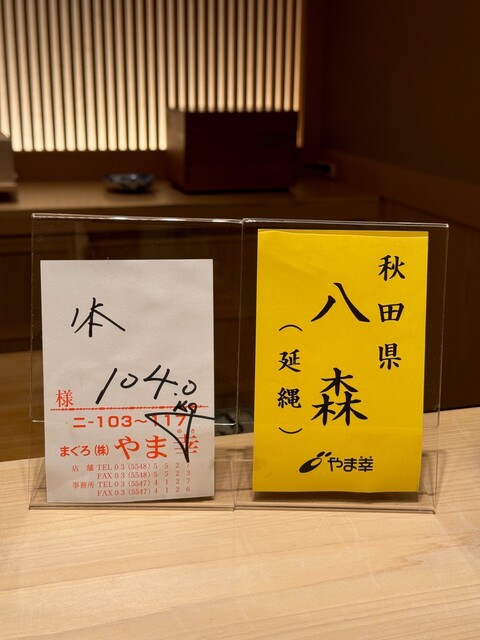 本
104.0
KG
様
ニ-103～117
まぐろ(株)やま幸
店舗 TEL 03 (5548) 5 5 2 1
FAX 03 (5548) 5 5 2 3
事務所 TEL 03 (5547) 4 1 2 7
FAX 03 (5547) 4 1 2 6
秋田県
八森
(延縄)
やま幸